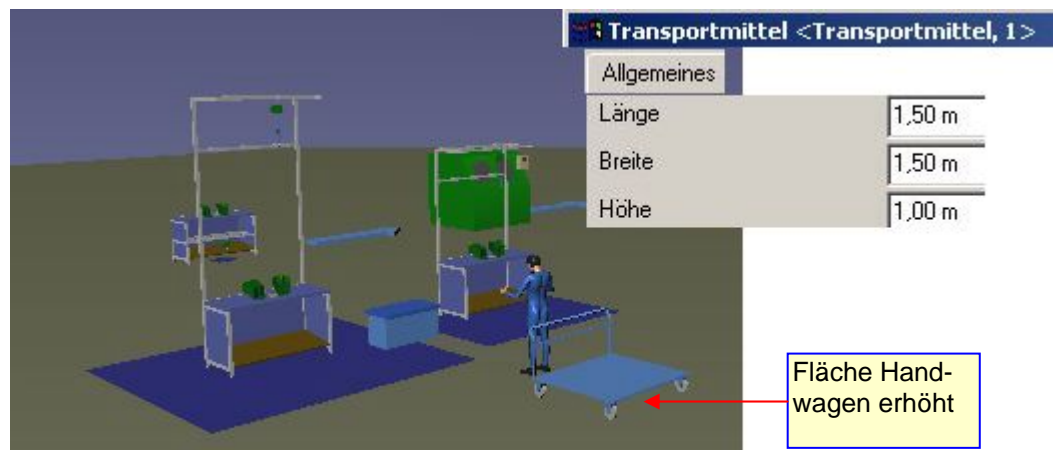 Transportmittel <Transportmittel, 1>
Allgemeines
Länge 1,50 m
Breite 1,50 m
Höhe 1,00 m
Fläche Hand-
wagen erhöht